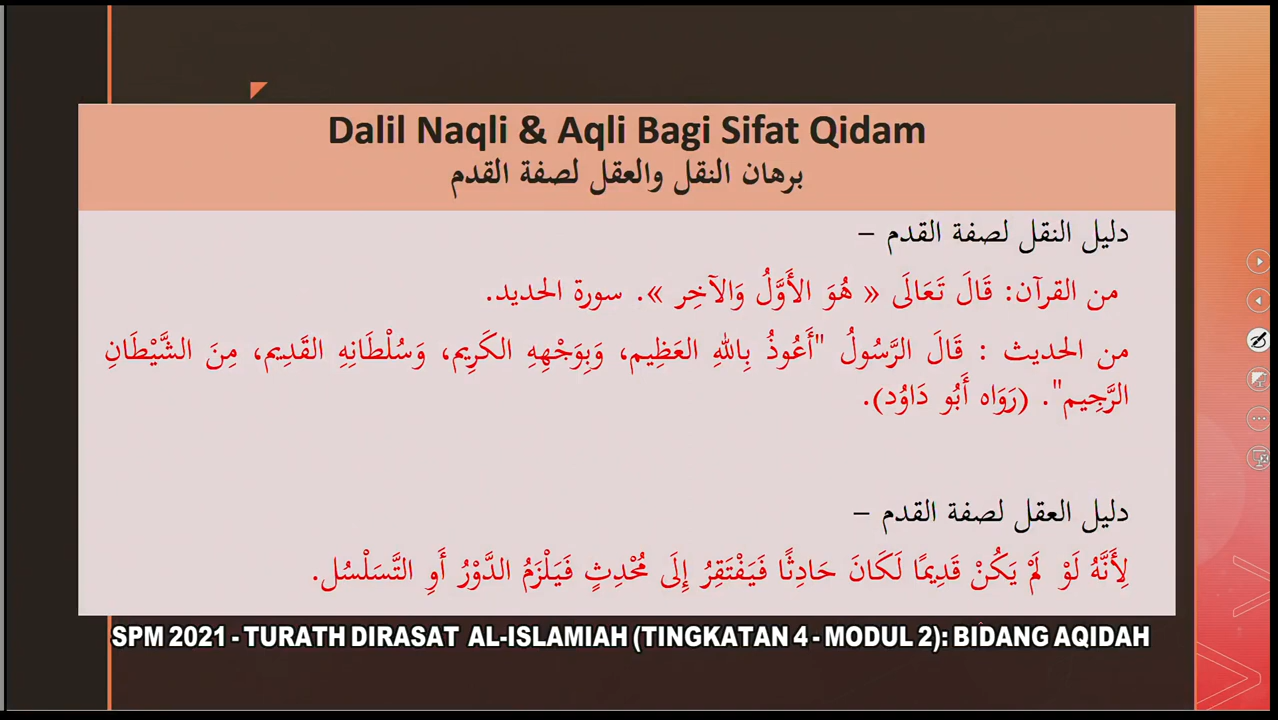 Dalil Naqli & Aqli Bagi Sifat Qidam
برهان النقل والعقل لصفة القدم
دليل النقل لصفة القدم –
من القرآن: قَالَ تَعَالَى « هُوَ الأَوَّلُ وَالآخِر ». سورة الحديد.
من الحديث : قَالَ الرَّسُولُ "أَعُوذُ بِاللهِ العَظِيم، وَبِوَجْهِهِ الكَرِيم، وَسُلْطَانِهِ القَدِيم، مِنَ الشَّيْطَانِ
الرَّجِيم". (رَوَاه أَبُو دَاوُد).
دليل العقل لصفة القدم –
لِأَنَّهُ لَوْ لَمْ يَكُنْ قَدِيمًا لَكَانَ حَادِثًا فَيَفْتَقِرُ إِلَى مُحْدِثٍ فَيَلْزَمُ الدَّوْرُ أَوِ التَّسَلْسُل.
SPM 2021 - TURATH DIRASAT AL-ISLAMIAH (TINGKATAN 4 - MODUL 2): BIDANG AQIDAH